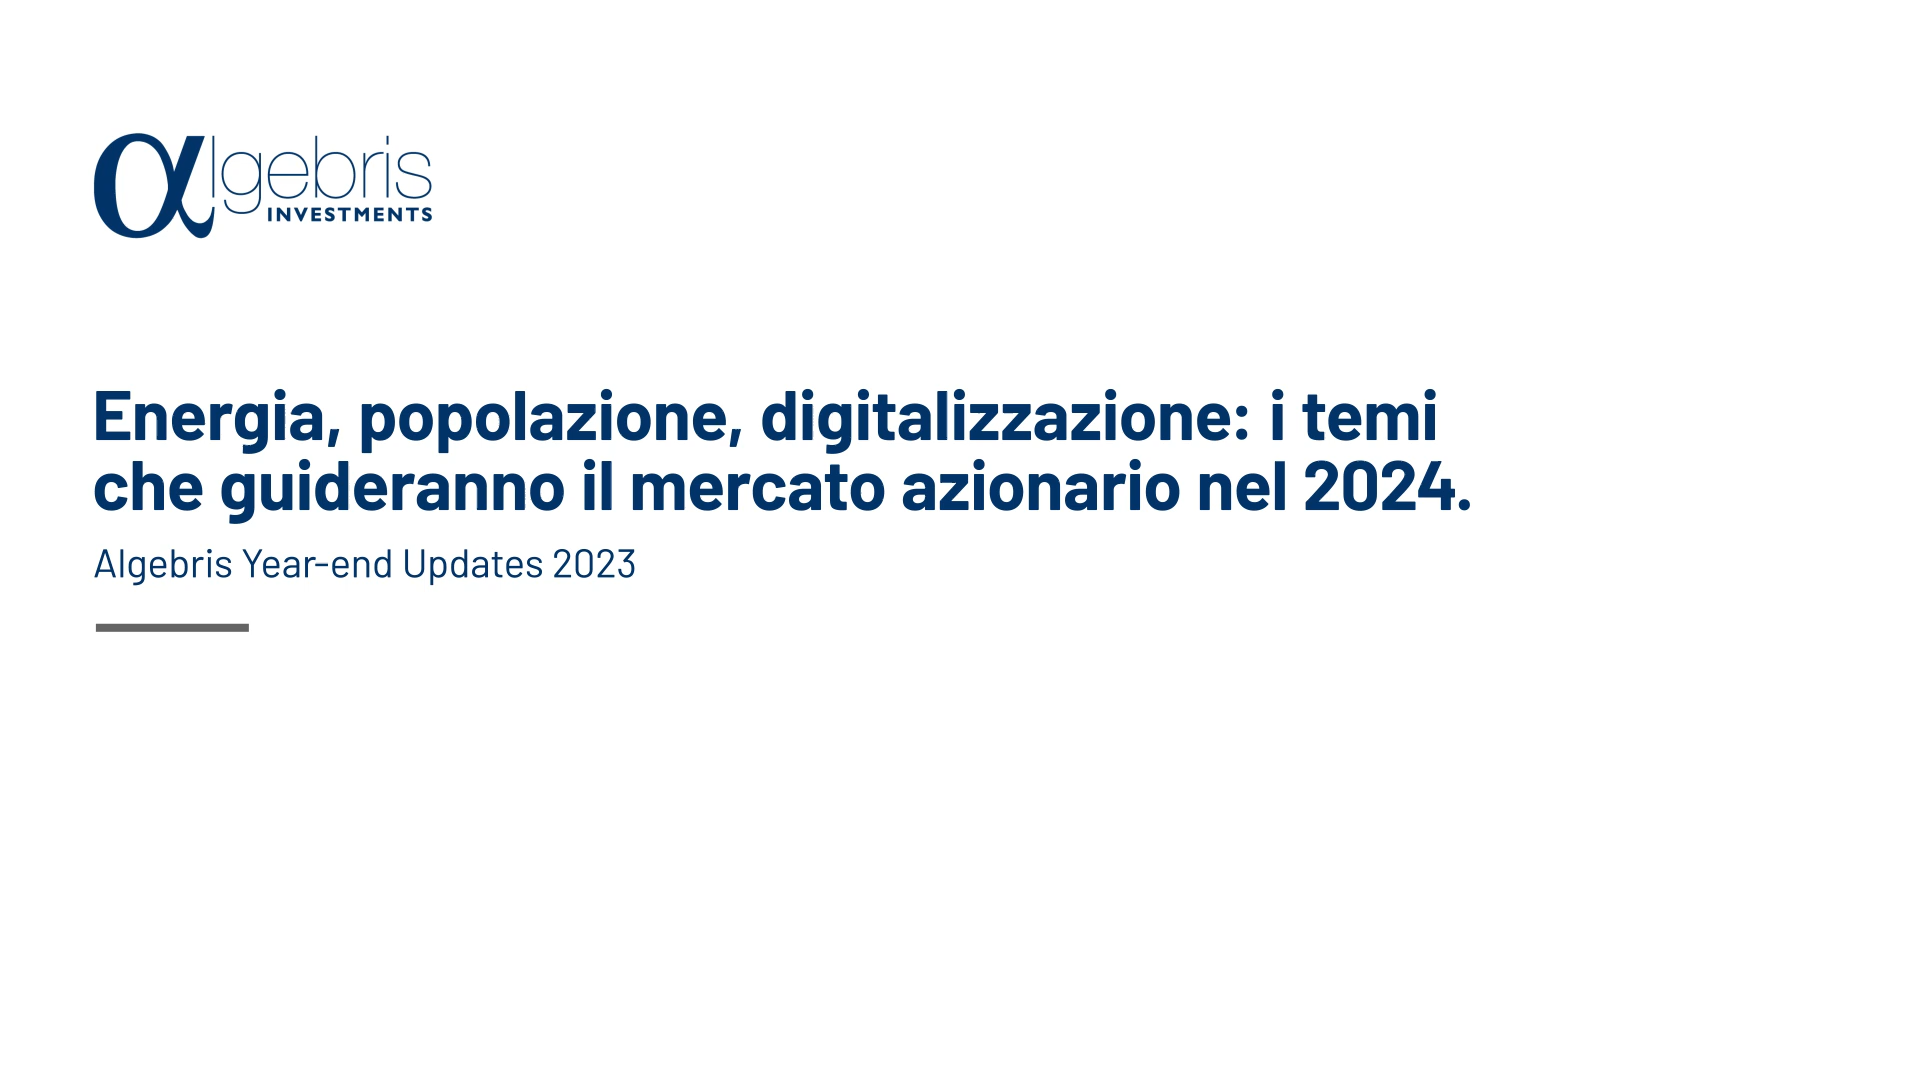 αlgebris
INVESTMENTS
Energia, popolazione, digitalizzazione: i temi
che guideranno il mercato azionario nel 2024.
Algebris Year-end Updates 2023